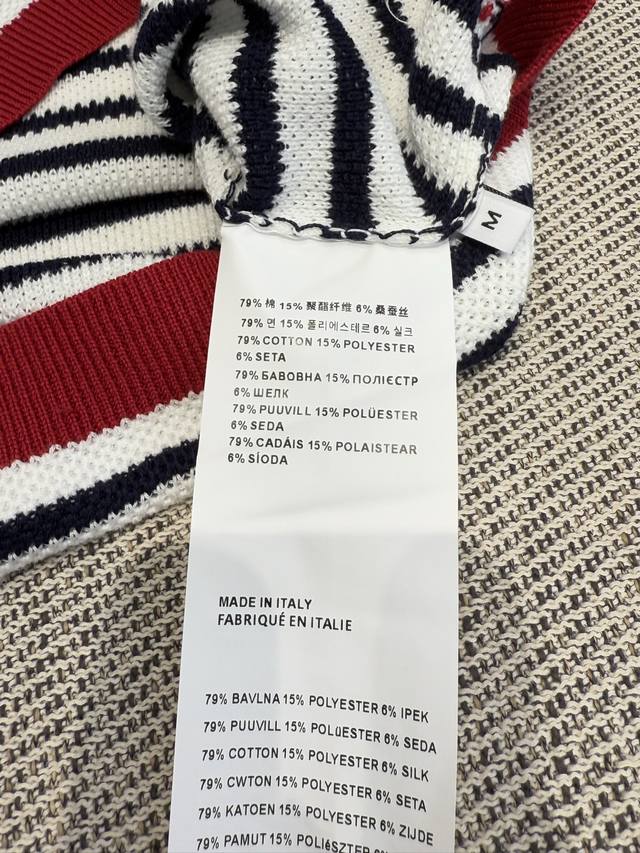 M
79% 棉 15% 聚酯纤维 6% 桑蚕丝
79% 면 15% 폴리에스테르 6% 실크
79% COTTON 15% POLYESTER
6% SETA
79% БАВОВНА 15% ПОЛІЄСТР
6% ШЕЛК
79% PUUVILL 15% POLÜESTER
6% SEDA
79% CADÁIS 15% POLAISTEAR
6% SÍODA
MADE IN ITALY
FABRIQUÉ EN ITALIE
79% BAVLNA 15% POLYESTER 6% IPEK
79% PUUVILL 15% POLüESTER 6% SEDA
79% COTTON 15% POLYESTER 6% SILK
79% CWTON 15% POLYESTER 6% SETA
79% KATOEN 15% POLYESTER 6% ZIJDE
79% PAMUT 15% POLIéSZTER